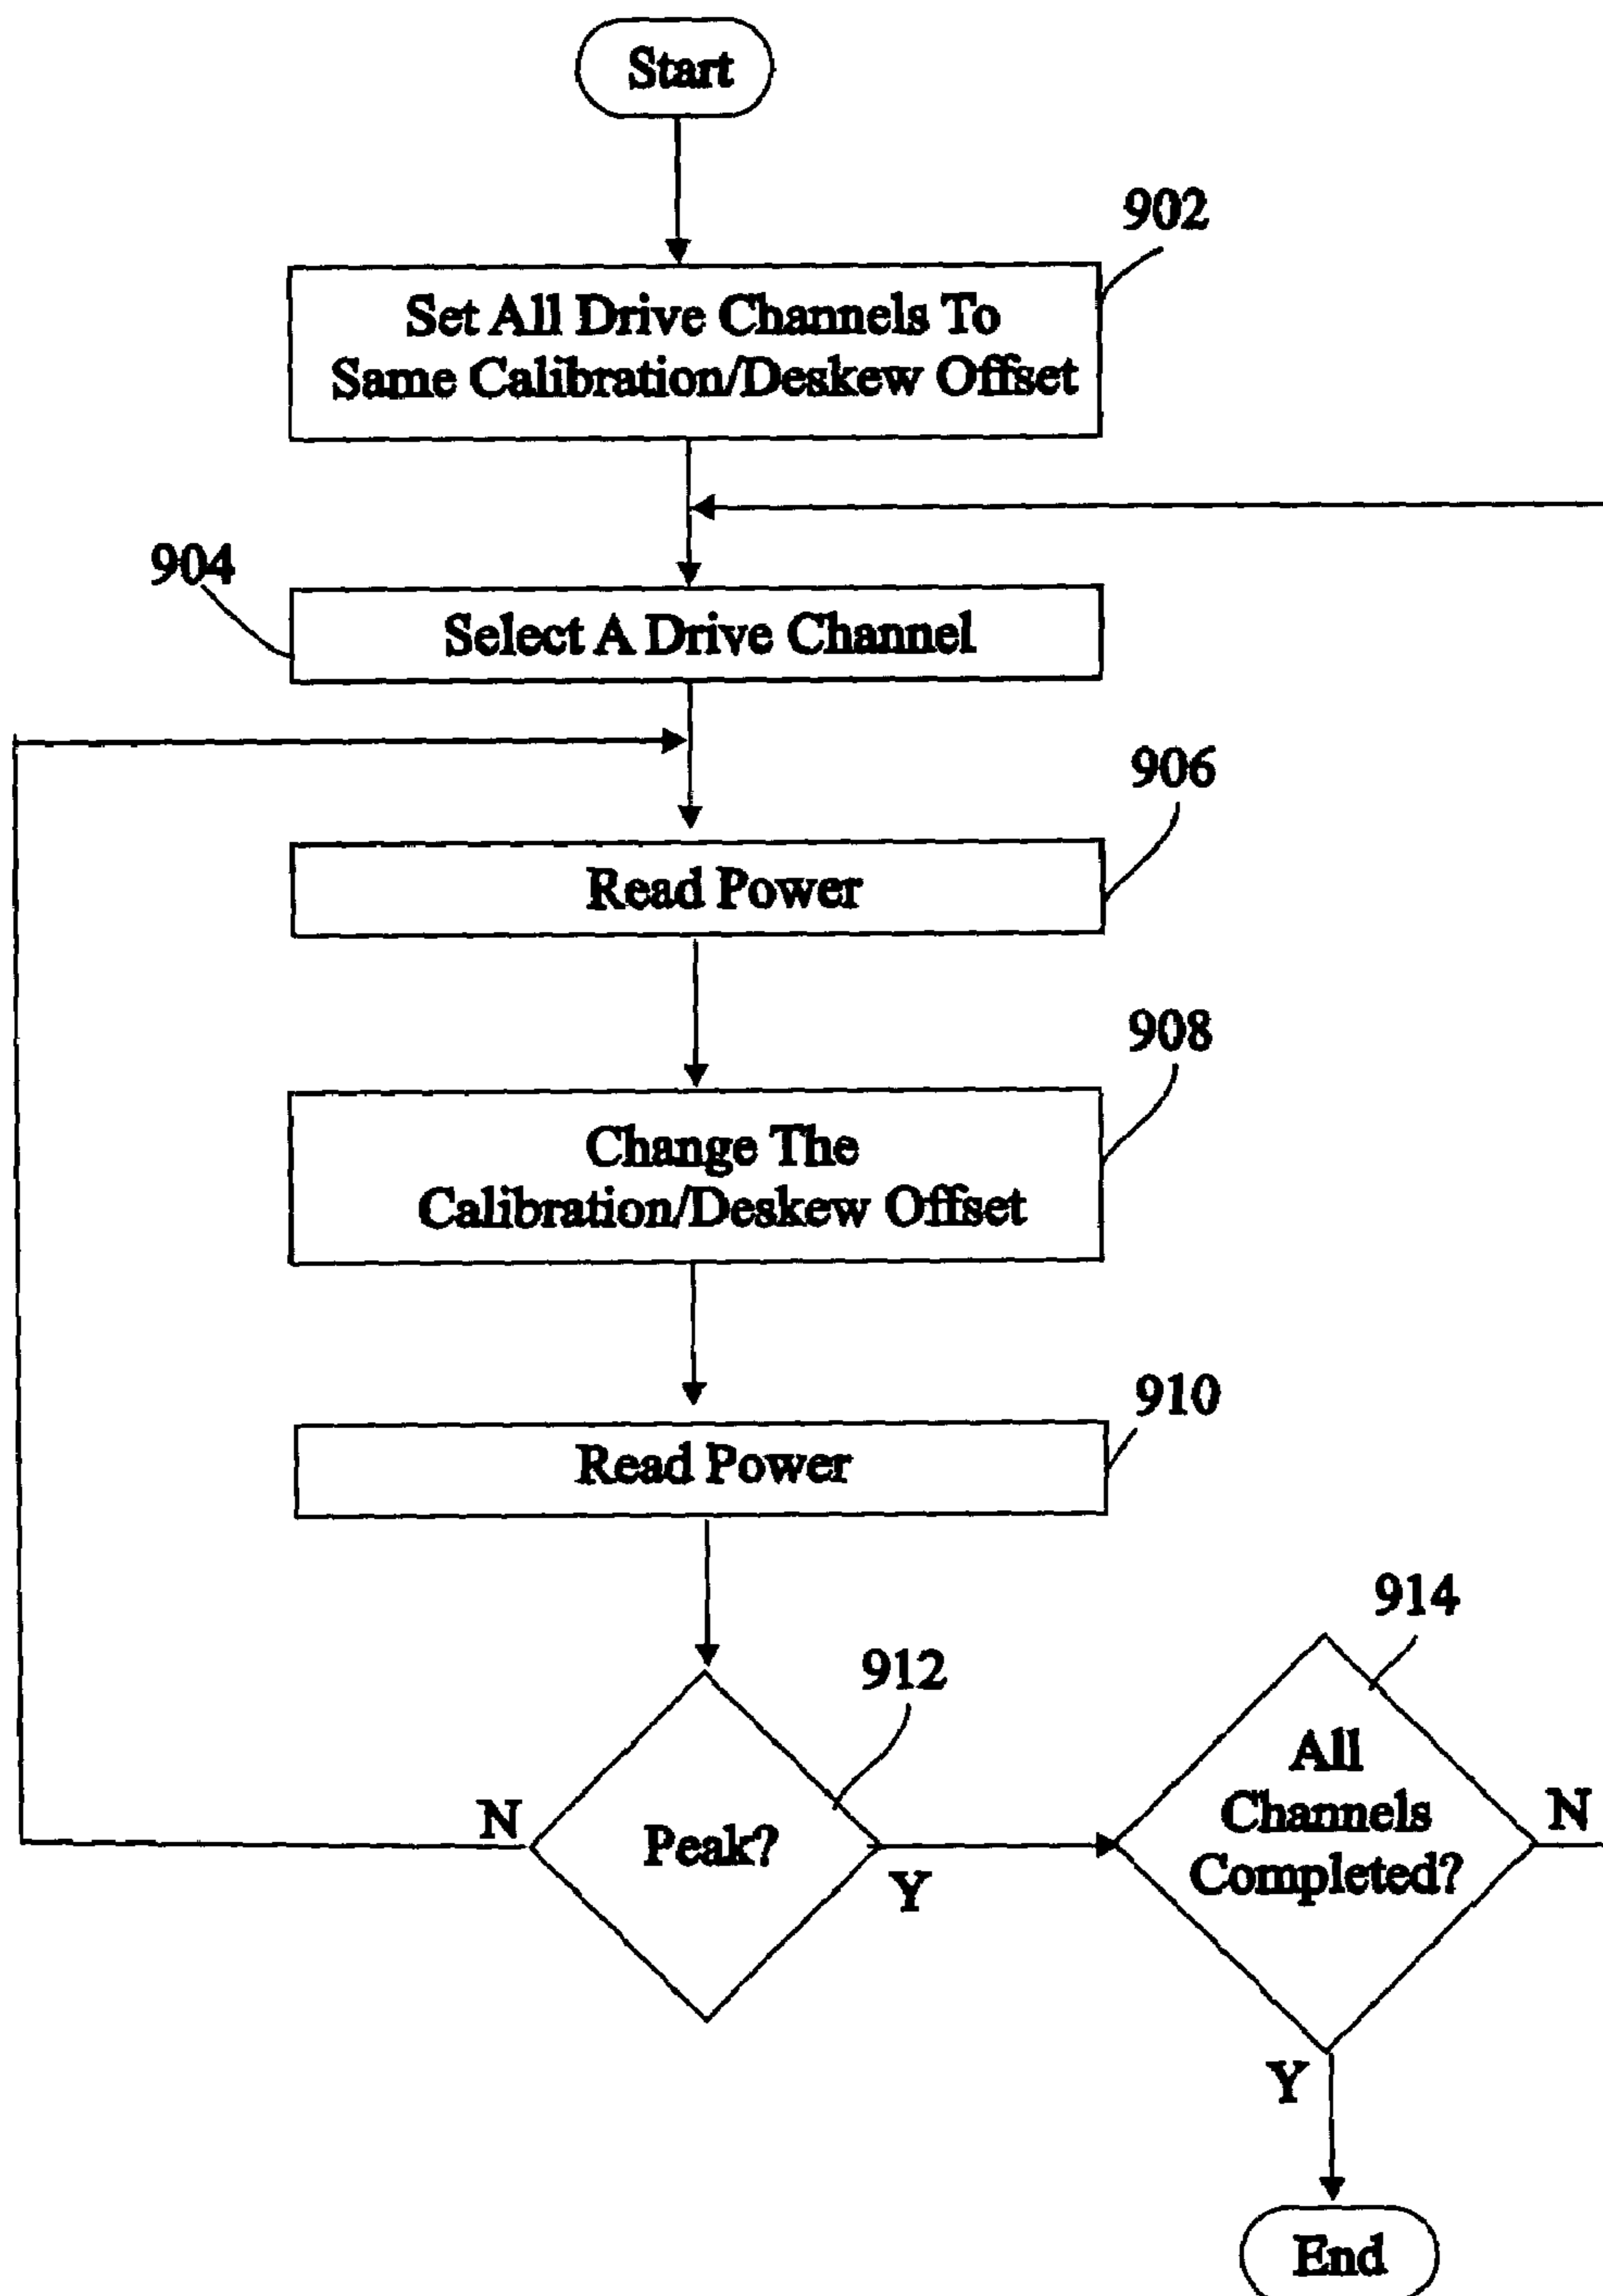 Start
902
Set All Drive Channels To
Same Calibration/Deskew Offset
904
Select A Drive Channel
906
Read Power
908
Change The
Calibration/Deskew Offset
910
Read Power
912
Peak?
N
Y
914
All
Channels
Completed?
N
Y
End